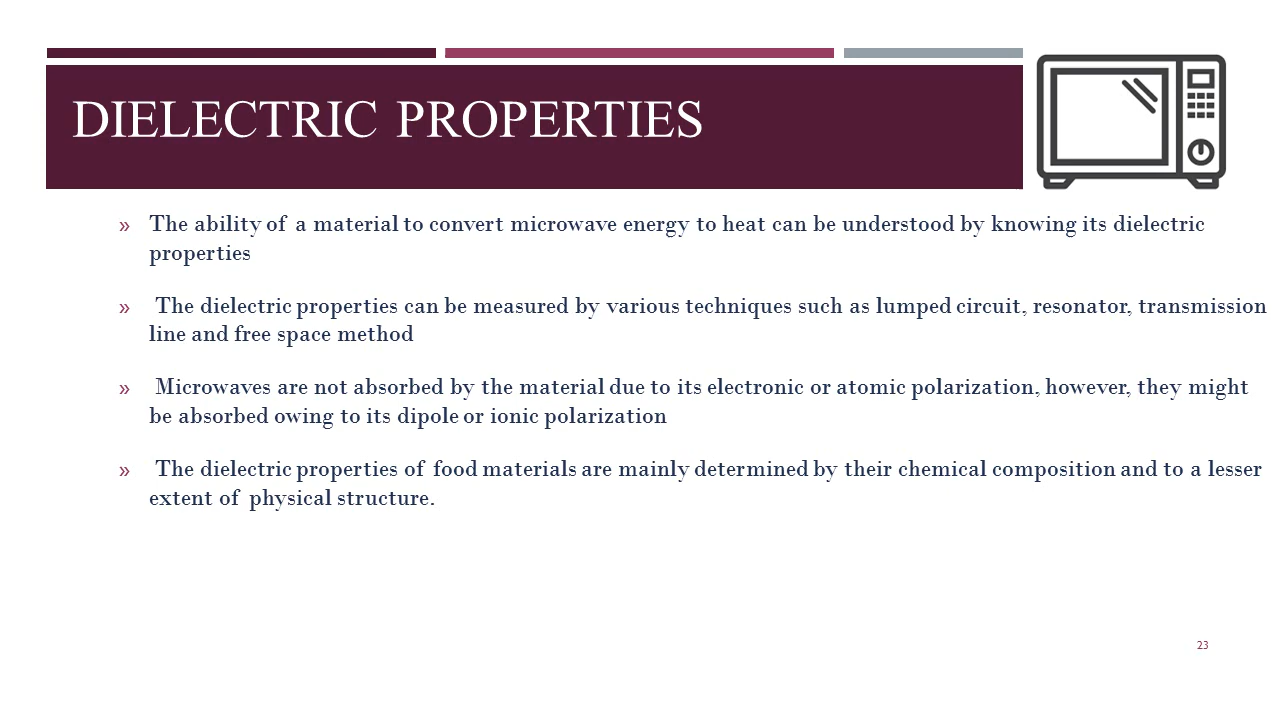 DIELECTRIC PROPERTIES
» The ability of a material to convert microwave energy to heat can be understood by knowing its dielectric
properties
» The dielectric properties can be measured by various techniques such as lumped circuit, resonator, transmission
line and free space method
» Microwaves are not absorbed by the material due to its electronic or atomic polarization, however, they might
be absorbed owing to its dipole or ionic polarization
» The dielectric properties of food materials are mainly determined by their chemical composition and to a lesser
extent of physical structure.
23